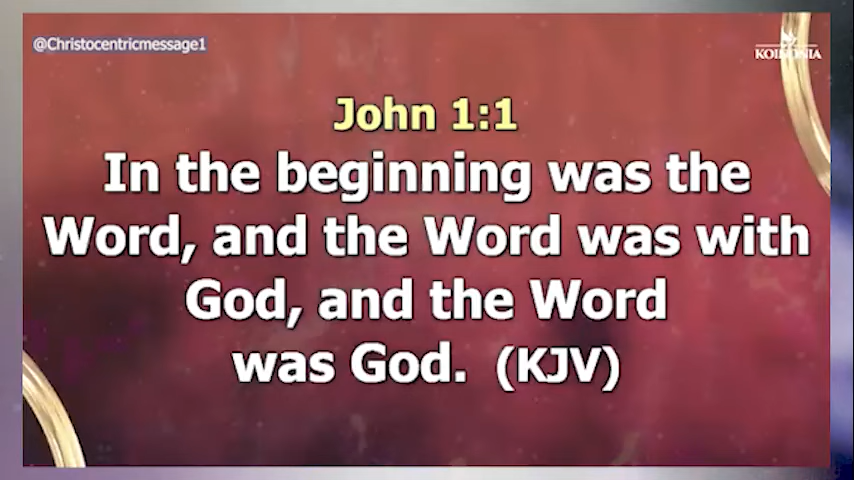 @Christocentricmessage1
KOINONIA
John 1:1
In the beginning was the
Word, and the Word was with
God, and the Word
was God. (KJV)